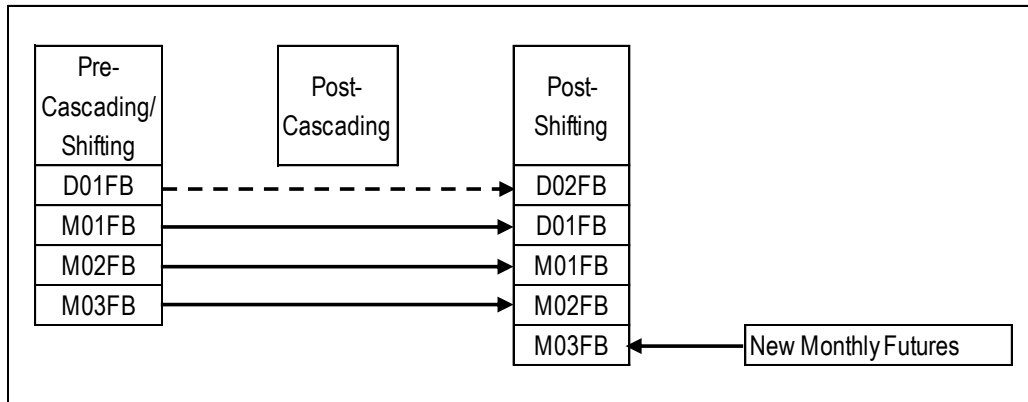 Pre-
Cascading/
Shifting
D01FB
M01FB
M02FB
M03FB
Post-
Cascading
Post-
Shifting
D02FB
D01FB
M01FB
M02FB
M03FB
New Monthly Futures